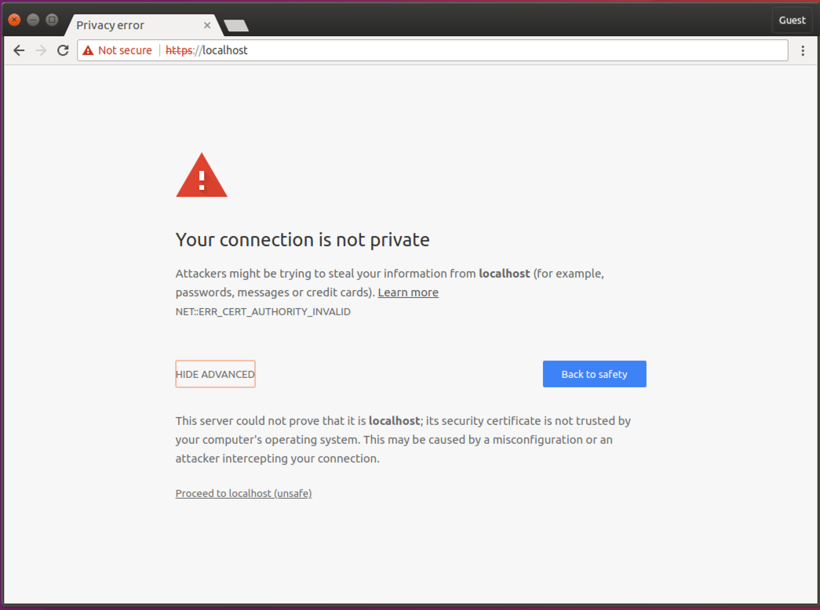 Privacy error
Guest
Not secure https://localhost
Your connection is not private
Attackers might be trying to steal your information from localhost (for example,
passwords, messages or credit cards). Learn more
NET::ERR_CERT_AUTHORITY_INVALID
HIDE ADVANCED
Back to safety
This server could not prove that it is localhost; its security certificate is not trusted by
your computer's operating system. This may be caused by a misconfiguration or an
attacker intercepting your connection.
Proceed to localhost (unsafe)